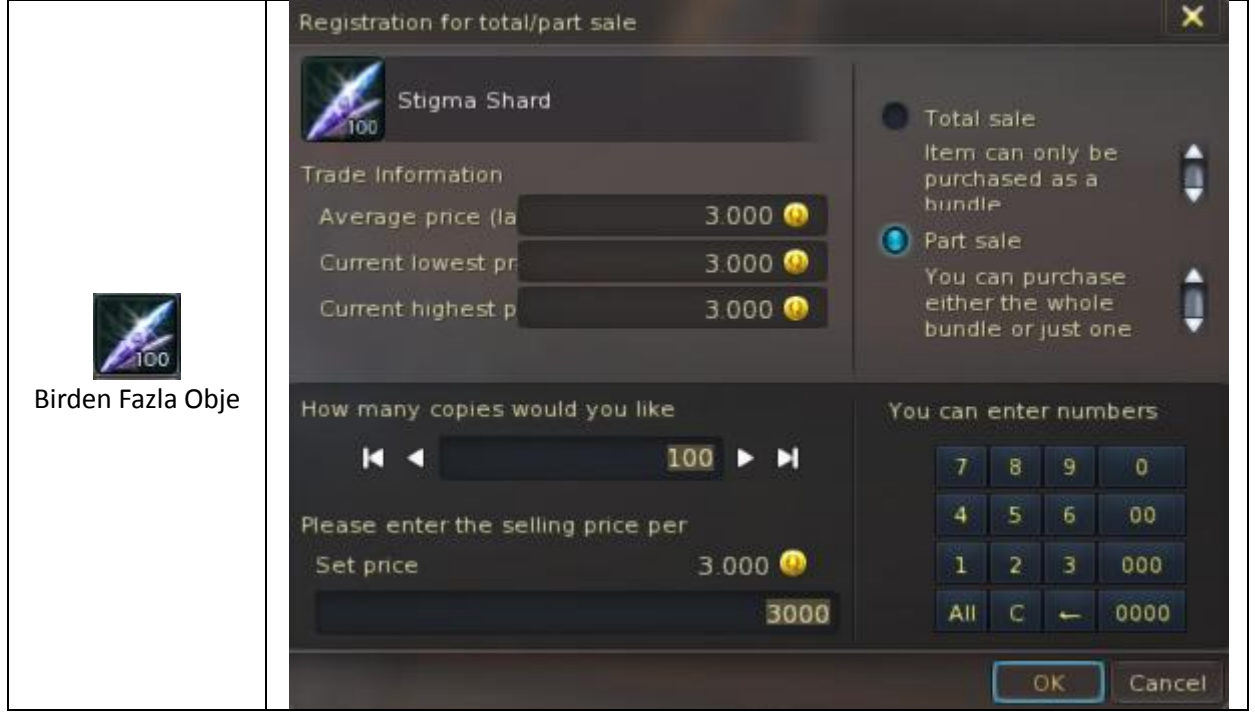 100
Birden Fazla Obje
Registration for total/part sale
Stigma Shard
100
Trade Information
Average price (la
3.000
Current lowest pr
3.000
Current highest p
3.000
Total sale
Item can only be
purchased as a
bundle
Part sale
You can purchase
either the whole
bundle or just one
How many copies would you like
100
Please enter the selling price per
Set price
3.000
3000
You can enter numbers
7 8 9 0
4 5 6 00
1 2 3 000
All C ← 0000
OK Cancel